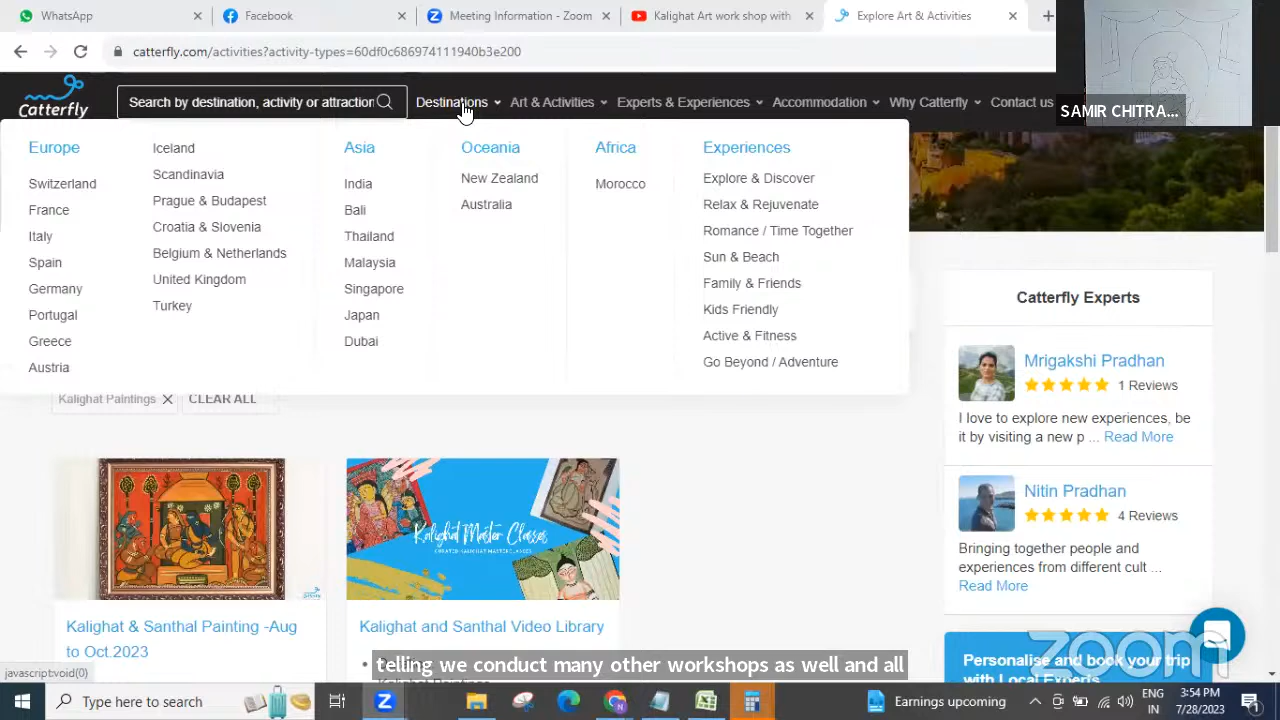 WhatsApp
Facebook
Meeting Information - Zoom
Kalighat Art work shop with
Explore Art & Activities
catterfly.com/activities?activity-types=60df0c686974111940b3e200
SAMIR CHITRA...
Catterfly
Search by destination, activity or attraction
Destinations
Art & Activities
Experts & Experiences
Accommodation
Why Catterfly
Contact us
Europe
Switzerland
France
Italy
Spain
Germany
Portugal
Greece
Austria
Iceland
Scandinavia
Prague & Budapest
Croatia & Slovenia
Belgium & Netherlands
United Kingdom
Turkey
Asia
India
Bali
Thailand
Malaysia
Singapore
Japan
Dubai
Oceania
New Zealand
Australia
Africa
Morocco
Experiences
Explore & Discover
Relax & Rejuvenate
Romance / Time Together
Sun & Beach
Family & Friends
Kids Friendly
Active & Fitness
Go Beyond / Adventure
Kalighat Paintings
CLEAR ALL
Kalighat Master Classes
Kalighat & Santhal Painting -Aug
to Oct.2023
Kalighat and Santhal Video Library
Kalighat Paintings
Catterfly Experts
Mrigakshi Pradhan
1 Reviews
I love to explore new experiences, be
it by visiting a new p ... Read More
Nitin Pradhan
4 Reviews
Bringing together people and
experiences from different cult ...
Read More
Personalise and book your trip
with Local Experts
zoom
telling we conduct many other workshops as well and all
javascript:void(0)
Type here to search
Earnings upcoming
ENG
IN
3:54 PM
7/28/2023
1